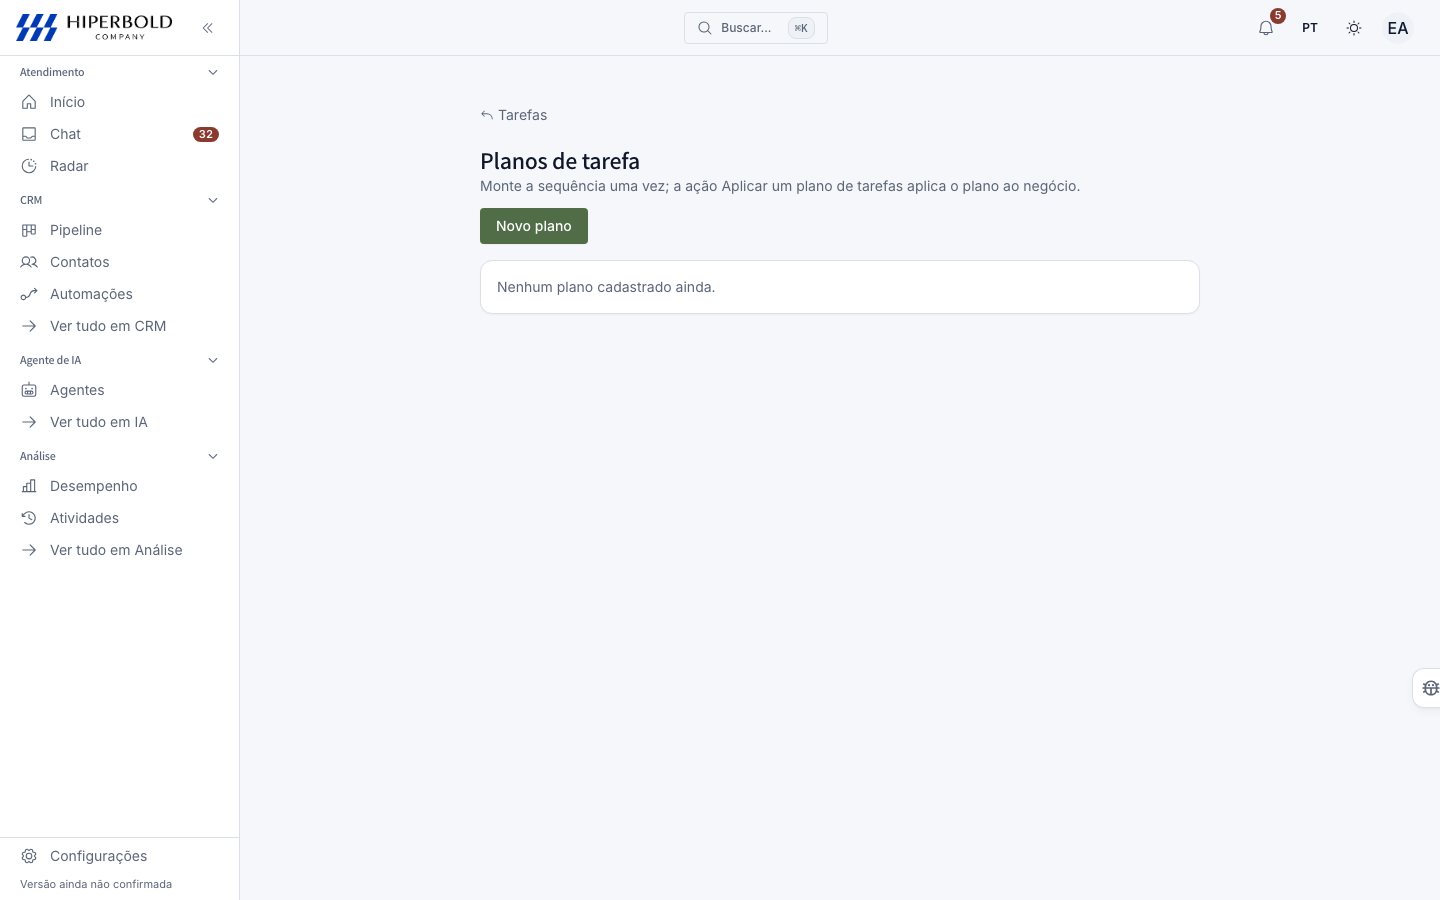 HIPERBOLD
COMPANY
Buscar...
⌘K
5
PT
EA
Atendimento
Início
Chat
32
Radar
CRM
Pipeline
Contatos
Automações
Ver tudo em CRM
Agente de IA
Agentes
Ver tudo em IA
Análise
Desempenho
Atividades
Ver tudo em Análise
Configurações
Versão ainda não confirmada
Tarefas
Planos de tarefa
Monte a sequência uma vez; a ação Aplicar um plano de tarefas aplica o plano ao negócio.
Novo plano
Nenhum plano cadastrado ainda.